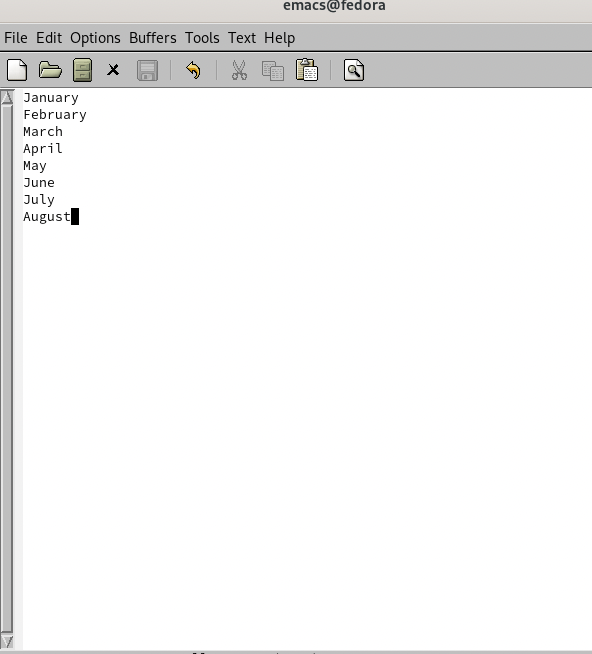 emacs@fedora
File Edit Options Buffers Tools Text Help
January
February
March
April
May
June
July
August